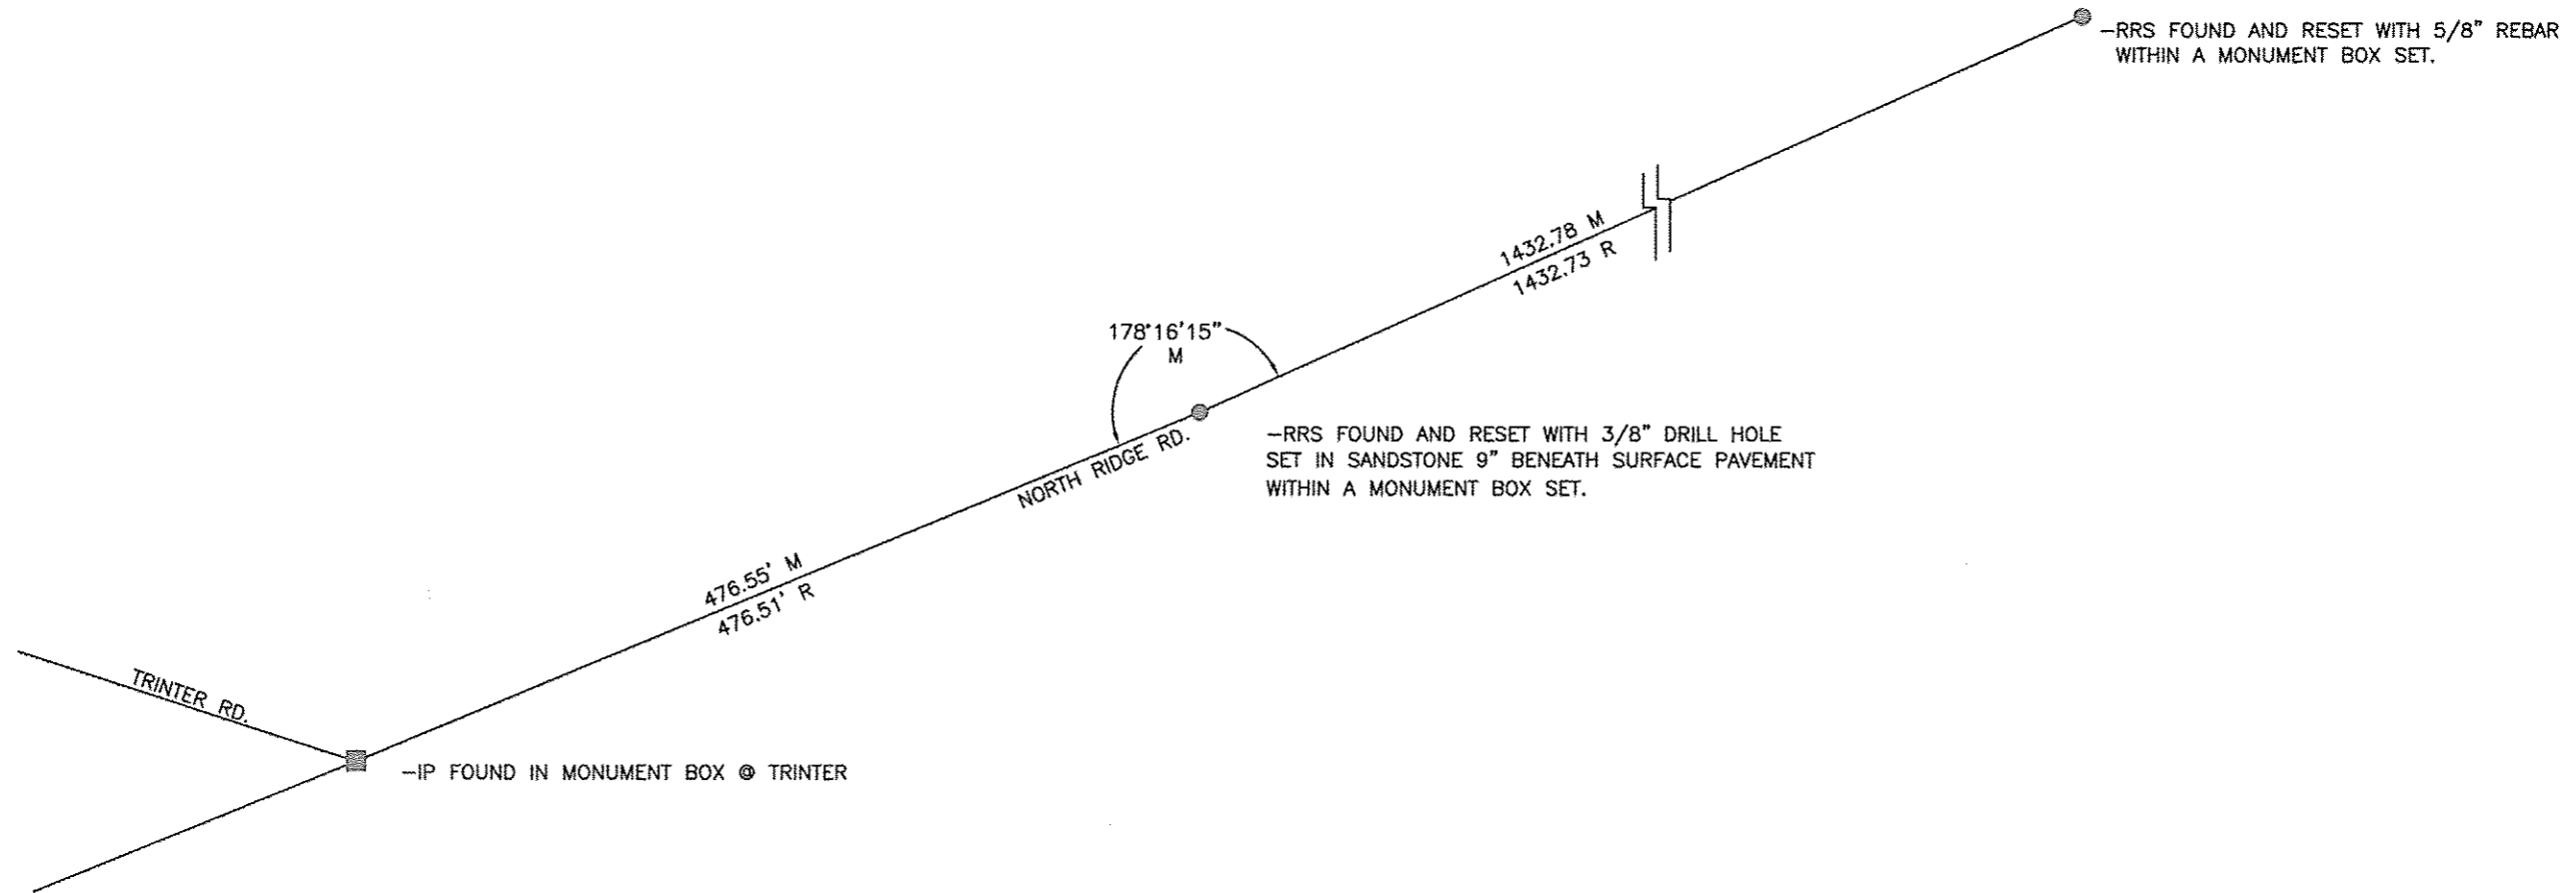 -RRS FOUND AND RESET WITH 5/8" REBAR
WITHIN A MONUMENT BOX SET.
1432.78 M
1432.73 R
178°16'15"
M
-RRS FOUND AND RESET WITH 3/8" DRILL HOLE
SET IN SANDSTONE 9" BENEATH SURFACE PAVEMENT
WITHIN A MONUMENT BOX SET.
NORTH RIDGE RD.
476.55' M
476.51' R
TRINTER RD.
-IP FOUND IN MONUMENT BOX @ TRINTER